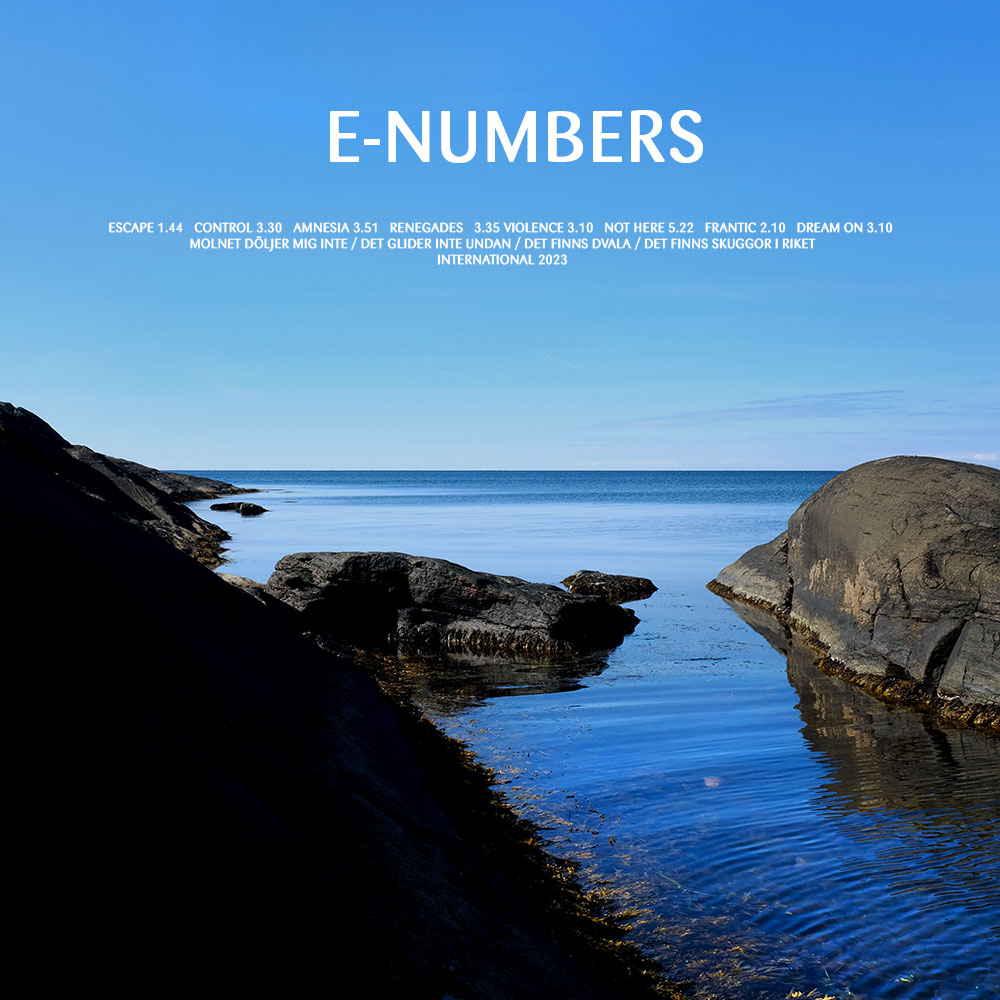 E-NUMBERS
ESCAPE 1.44 CONTROL 3.30 AMNESIA 3.51 RENEGADES 3.35 VIOLENCE 3.10 NOT HERE 5.22 FRANTIC 2.10 DREAM ON 3.10
MOLNET DÖLJER MIG INTE / DET GLIDER INTE UNDAN / DET FINNS DVALA / DET FINNS SKUGGOR I RIKET
INTERNATIONAL 2023